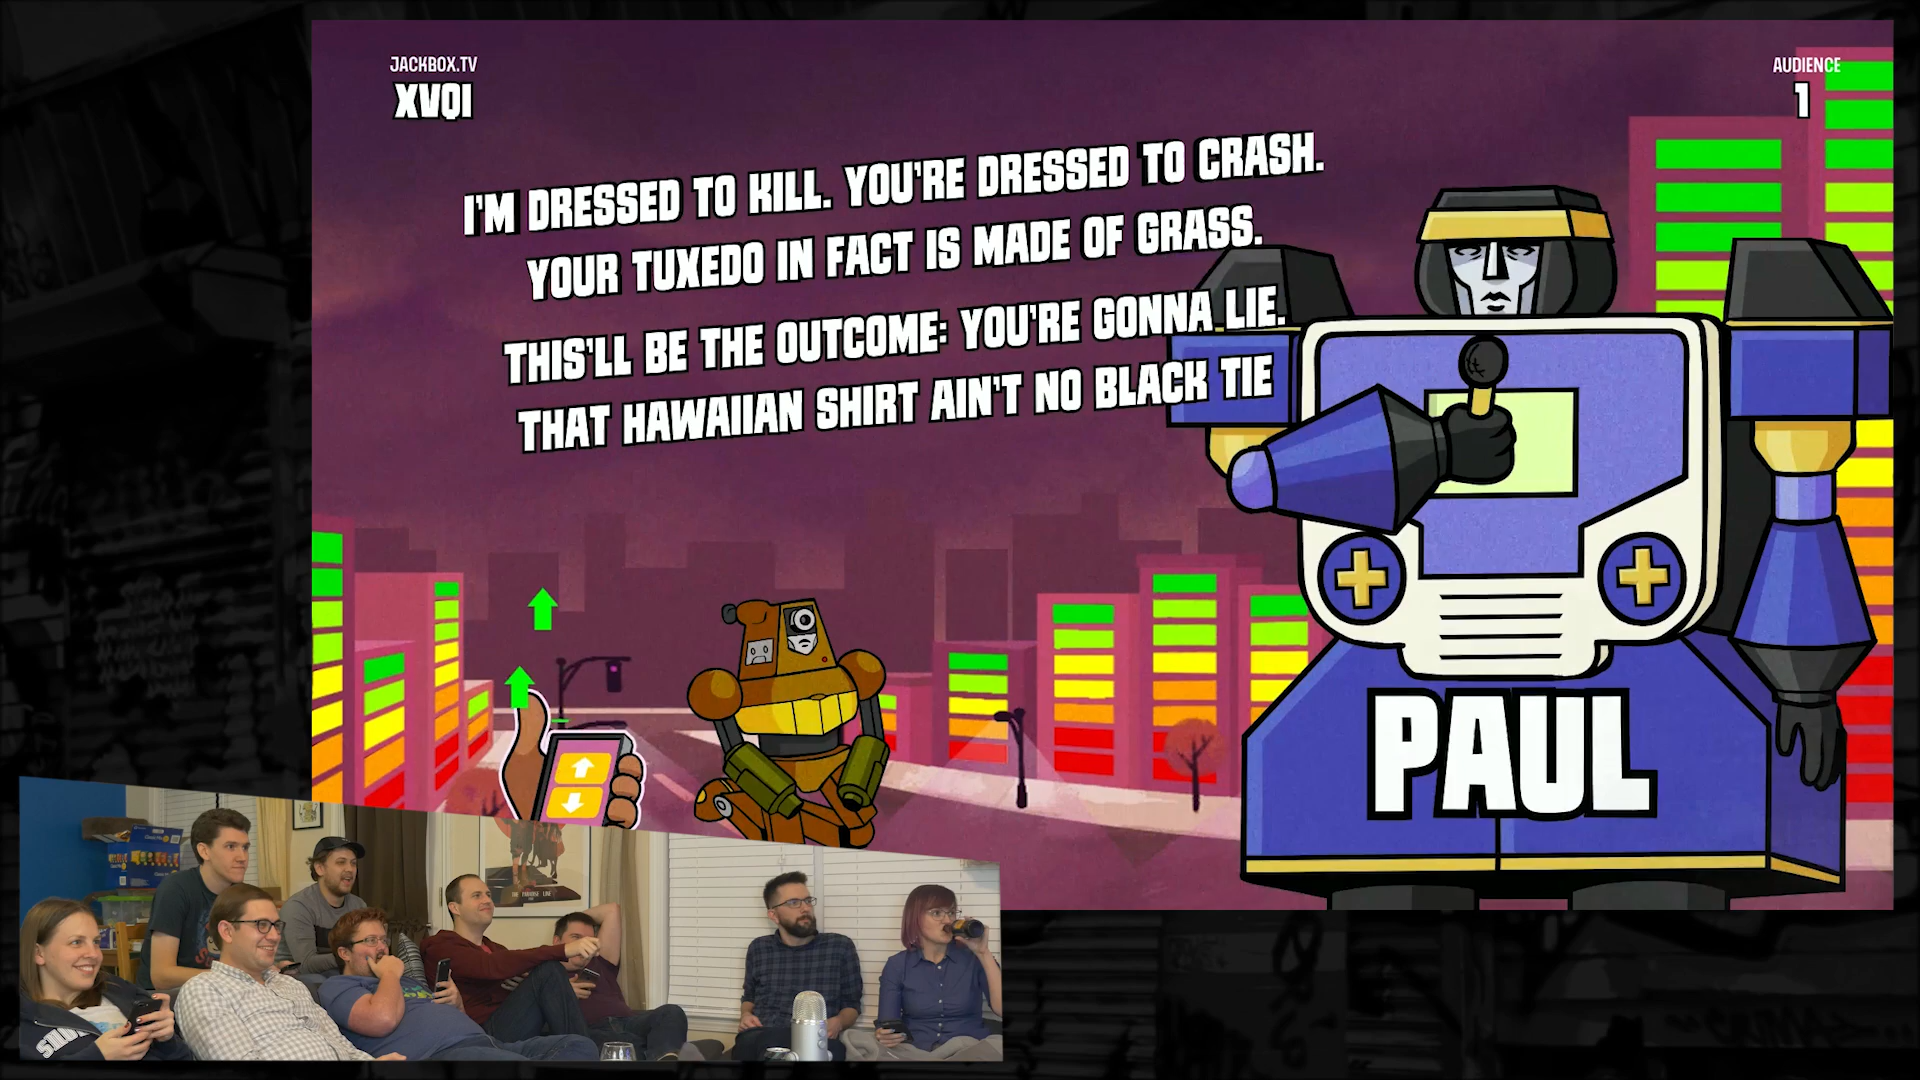 JACKBOX.TV
XVQI
AUDIENCE
1
I'M DRESSED TO KILL. YOU'RE DRESSED TO CRASH.
YOUR TUXEDO IN FACT IS MADE OF GRASS.
THIS'LL BE THE OUTCOME: YOU'RE GONNA LIE.
THAT HAWAIIAN SHIRT AIN'T NO BLACK TIE
PAUL